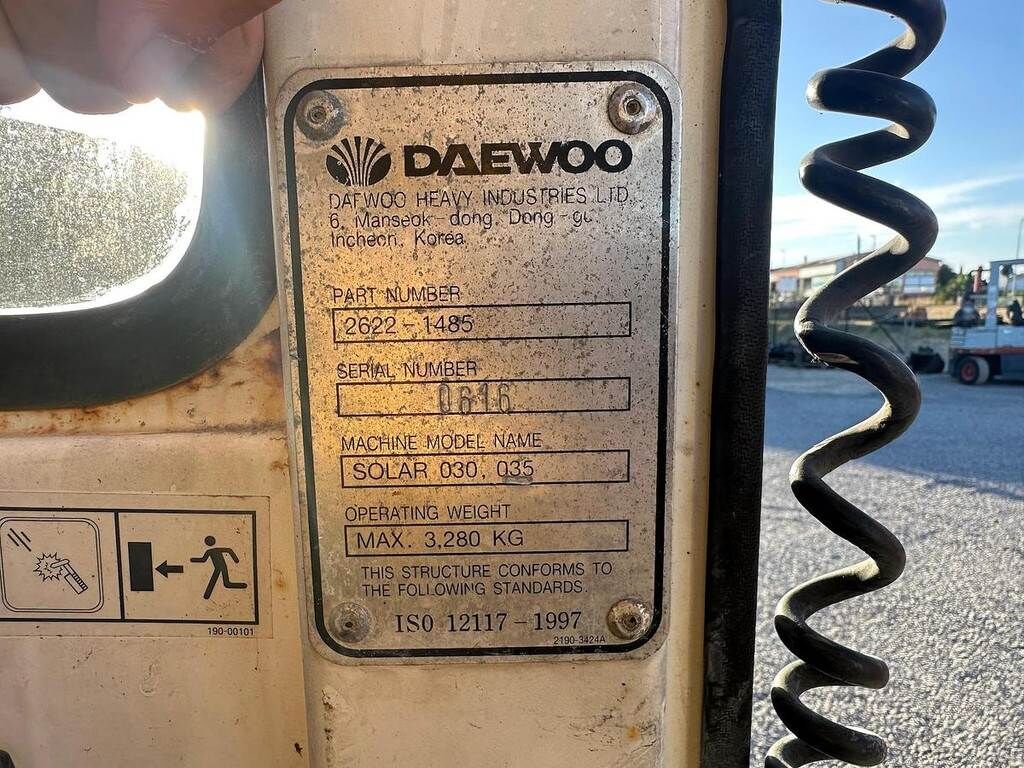 DAEWOO
DAEWOO HEAVY INDUSTRIES LTD.
6, Manseok-dong, Dong-gu,
Incheon, Korea
PART NUMBER
2622-1485
SERIAL NUMBER
0616
MACHINE MODEL NAME
SOLAR 030, 035
OPERATING WEIGHT
MAX. 3,280 KG
THIS STRUCTURE CONFORMS TO
THE FOLLOWING STANDARDS.
ISO 12117-1997
2190-3424A
190-00101